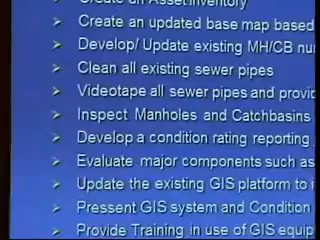 Create an Asset Inventory
Create an updated base map based
Develop/ Update existing MH/CB nu
Clean all existing sewer pipes
Videotape all sewer pipes and provid
Inspect Manholes and Catchbasins
Develop a condition rating reporting
Evaluate major components such as
Update the existing GIS platform to i
Pressent GIS system and Condition
Provide Training in use of GIS equip